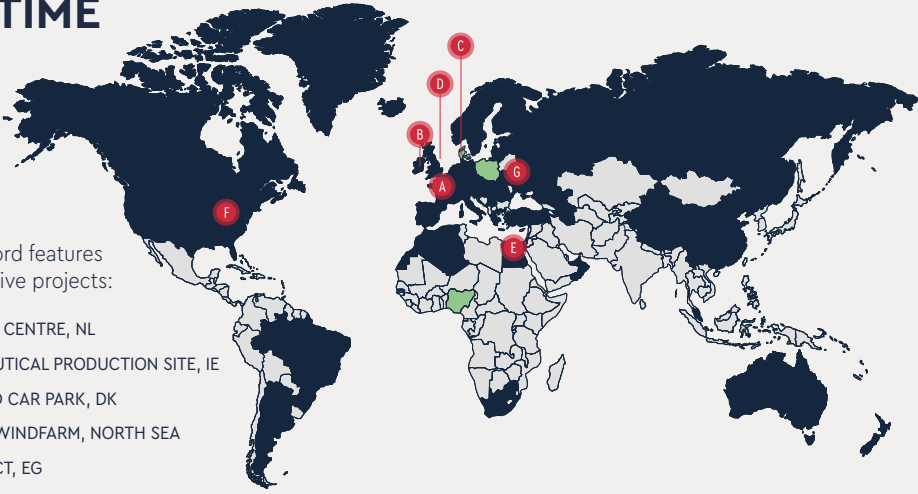 TIME
C
D
B
G
A
F
E
ord features
ive projects:
CENTRE, NL
UTICAL PRODUCTION SITE, IE
CAR PARK, DK
WINDFARM, NORTH SEA
CT, EG